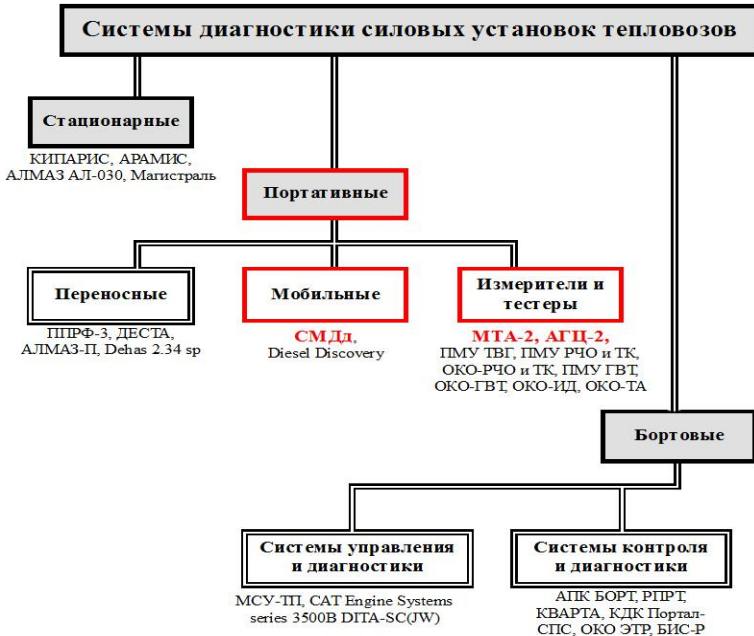 Системы диагностики силовых установок тепловозов
Стационарные
КИПАРИС, АРАМИС,
АЛМАЗ АЛ-030, Магистраль
Портативные
Переносные
ППРФ-3, ДЕСТА,
АЛМАЗ-П, Dehas 2.34 sp
Мобильные
СМДд,
Diesel Discovery
Измерители и
тестеры
МТА-2, АГЦ-2,
ПМУ ТВГ, ПМУ РЧО и ТК,
ОКО-РЧО и ТК, ПМУ ГВТ,
ОКО-ГВТ, ОКО-ИД, ОКО-ТА
Бортовые
Системы управления
и диагностики
МСУ-ТП, CAT Engine Systems
series 3500B DITA-SC(JW)
Системы контроля
и диагностики
АПК БОРТ, РПРТ,
КВАРТА, КДК Портал-
СПС, ОКО ЭТР, БИС-Р